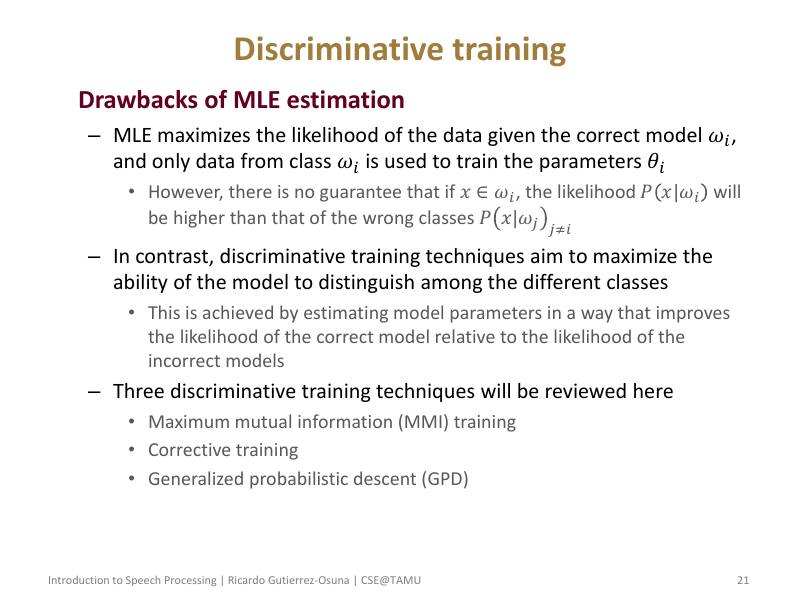 Discriminative training
Drawbacks of MLE estimation
– MLE maximizes the likelihood of the data given the correct model ωᵢ,
and only data from class ωᵢ is used to train the parameters θᵢ
• However, there is no guarantee that if x ∈ ωᵢ, the likelihood P(x|ωᵢ) will
be higher than that of the wrong classes P(x|ωⱼ)ⱼ≠ᵢ
– In contrast, discriminative training techniques aim to maximize the
ability of the model to distinguish among the different classes
• This is achieved by estimating model parameters in a way that improves
the likelihood of the correct model relative to the likelihood of the
incorrect models
– Three discriminative training techniques will be reviewed here
• Maximum mutual information (MMI) training
• Corrective training
• Generalized probabilistic descent (GPD)
Introduction to Speech Processing | Ricardo Gutierrez-Osuna | CSE@TAMU 21